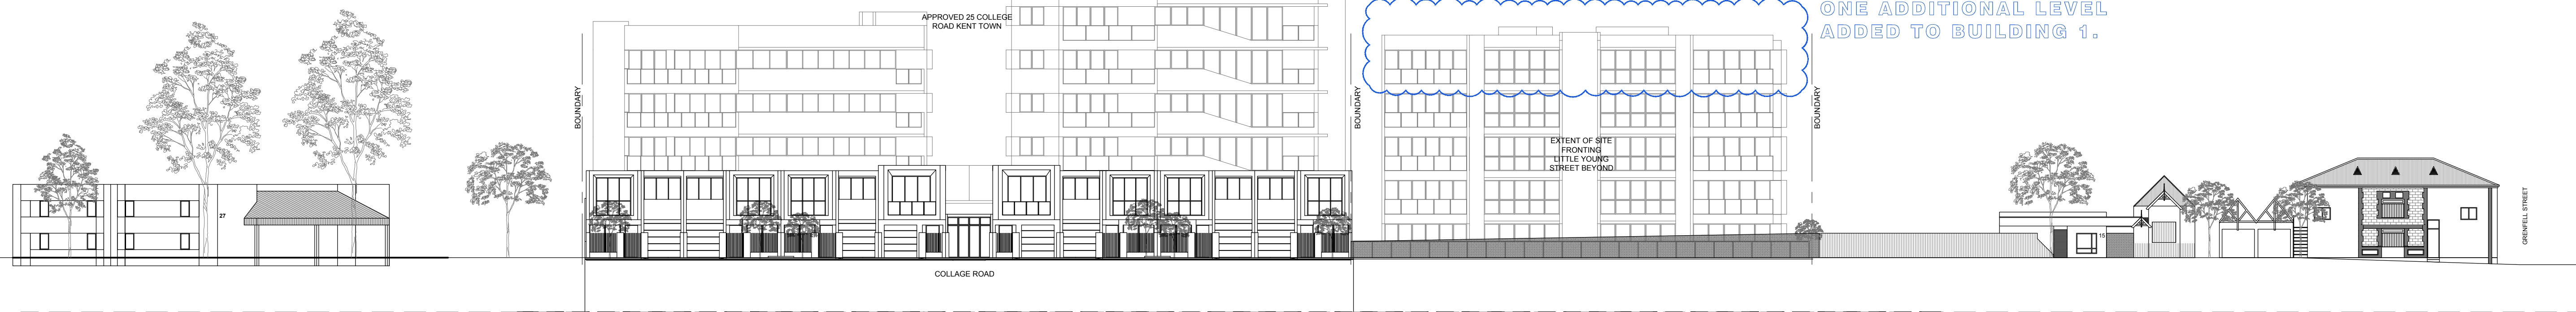 APPROVED 25 COLLEGE
ROAD KENT TOWN
ONE ADDITIONAL LEVEL
ADDED TO BUILDING 1.
BOUNDARY
BOUNDARY
BOUNDARY
EXTENT OF SITE
FRONTING
LITTLE YOUNG
STREET BEYOND
27
15
GRENFELL STREET
COLLAGE ROAD